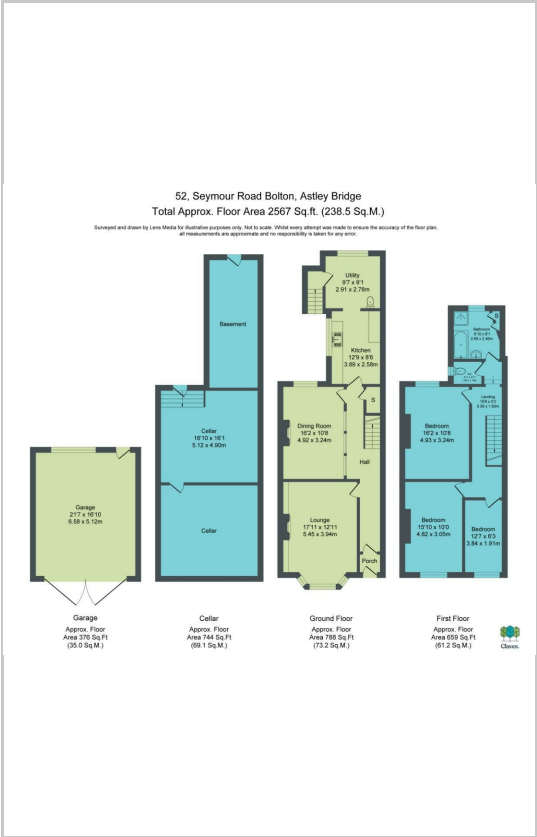 52, Seymour Road Bolton, Astley Bridge
Total Approx. Floor Area 2567 Sq.ft. (238.5 Sq.M.)
Surveyed and drawn by Lens Media for illustrative purposes only. Not to scale. Whilst every attempt was made to ensure the accuracy of the floor plan,
all measurements are approximate and no responsibility is taken for any error.
Garage
21'7 x 16'10
6.58 x 5.12m
Garage
Approx. Floor
Area 376 Sq.Ft
(35.0 Sq.M.)
Basement
Cellar
16'10 x 16'1
5.12 x 4.90m
Cellar
Cellar
Approx. Floor
Area 744 Sq.Ft
(69.1 Sq.M.)
Utility
9'7 x 9'1
2.91 x 2.78m
Kitchen
12'9 x 8'6
3.89 x 2.58m
S
Dining Room
16'2 x 10'8
4.92 x 3.24m
Hall
Lounge
17'11 x 12'11
5.45 x 3.94m
Porch
Ground Floor
Approx. Floor
Area 788 Sq.Ft
(73.2 Sq.M.)
S
Bathroom
Landing
Bedroom
16'2 x 10'8
4.93 x 3.24m
Bedroom
15'10 x 10'0
4.82 x 3.05m
Bedroom
12'7 x 6'3
3.84 x 1.91m
First Floor
Approx. Floor
Area 659 Sq.Ft
(61.2 Sq.M.)
Claves.